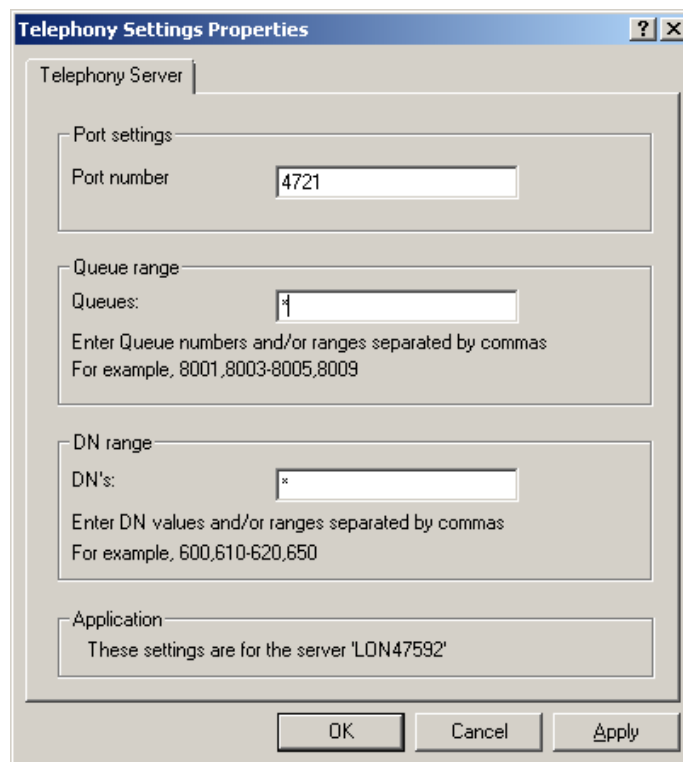 Telephony Settings Properties
Telephony Server
Port settings
Port number 4721
Queue range
Queues: *
Enter Queue numbers and/or ranges separated by commas
For example, 8001,8003-8005,8009
DN range
DN's: *
Enter DN values and/or ranges separated by commas
For example, 600,610-620,650
Application
These settings are for the server 'LON47592'
OK Cancel Apply